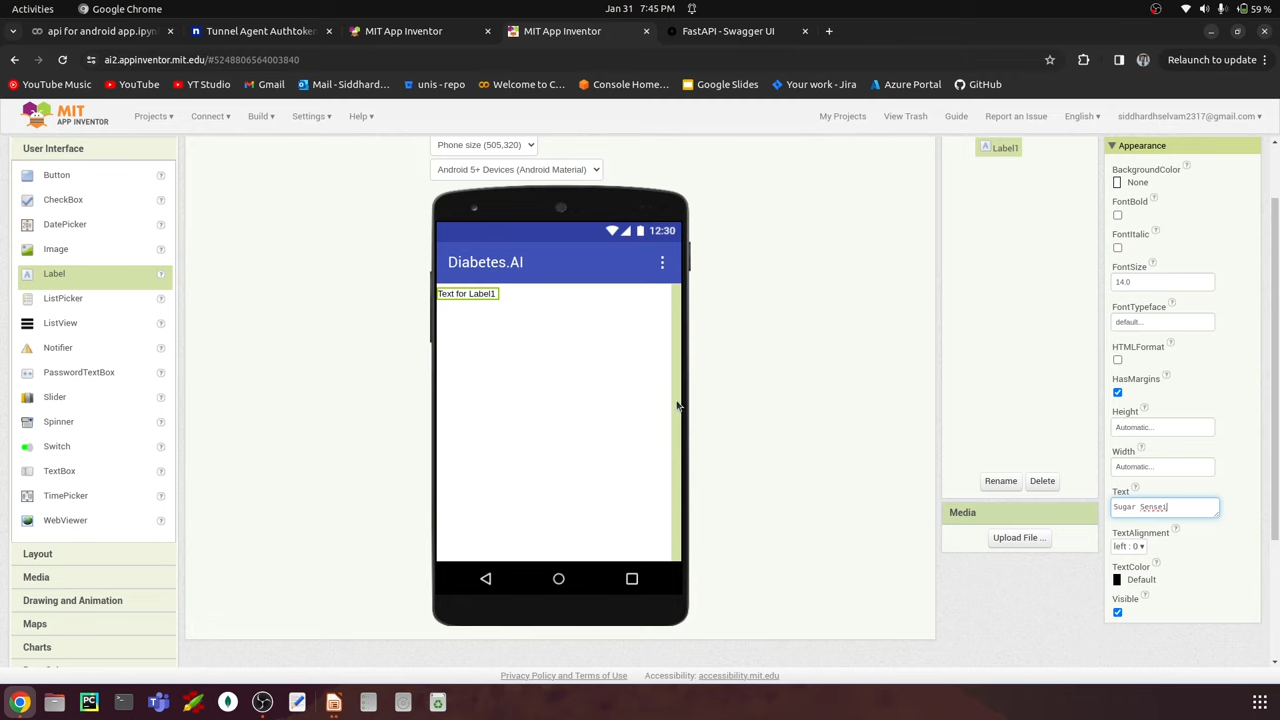 Activities
Google Chrome
Jan 31 7:45 PM
59 %
api for android app.ipyn
Tunnel Agent Authtoken
MIT App Inventor
MIT App Inventor
FastAPI - Swagger UI
ai2.appinventor.mit.edu/#5248806564003840
Relaunch to update
YouTube Music
YouTube
YT Studio
Gmail
Mail - Siddhard...
unis - repo
Welcome to C...
Console Home...
Google Slides
Your work - Jira
Azure Portal
GitHub
MIT
APP INVENTOR
Projects ▾
Connect ▾
Build ▾
Settings ▾
Help ▾
My Projects
View Trash
Guide
Report an Issue
English ▾
siddhardhselvam2317@gmail.com ▾
User Interface
Button
CheckBox
DatePicker
Image
Label
ListPicker
ListView
Notifier
PasswordTextBox
Slider
Spinner
Switch
TextBox
TimePicker
WebViewer
Layout
Media
Drawing and Animation
Maps
Charts
Phone size (505,320)
Android 5+ Devices (Android Material)
12:30
Diabetes.AI
Text for Label1
Label1
Rename
Delete
Media
Upload File ...
Appearance
BackgroundColor
None
FontBold
FontItalic
FontSize
14.0
FontTypeface
default...
HTMLFormat
HasMargins
Height
Automatic...
Width
Automatic...
Text
Sugar Sensei
TextAlignment
left : 0 ▾
TextColor
Default
Visible
Privacy Policy and Terms of Use
Accessibility: accessibility.mit.edu